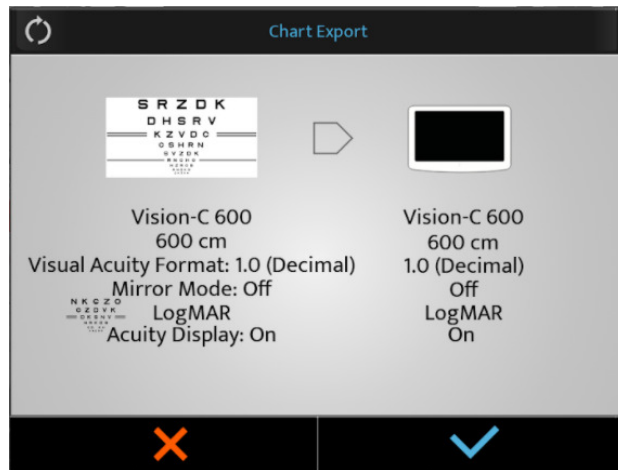 Chart Export
S R Z D K
D H S R V
K Z V D C
O S H R N
C V Z D K
Vision-C 600
600 cm
Visual Acuity Format: 1.0 (Decimal)
Mirror Mode: Off
LogMAR
Acuity Display: On
N K C Z O
Vision-C 600
600 cm
1.0 (Decimal)
Off
LogMAR
On